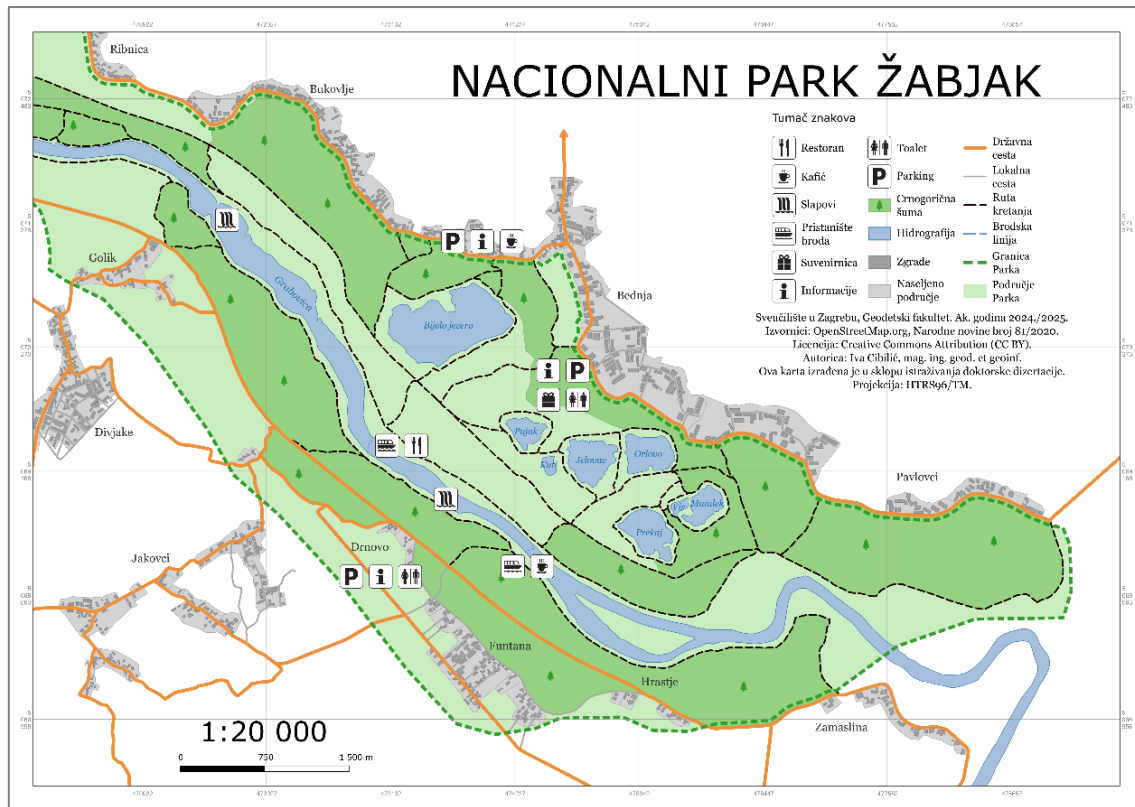 NACIONALNI PARK ŽABJAK
Tumač znakova
Restoran
Kafić
Slapovi
Pristanište
broda
Suvenirnica
Informacije
Toalet
P
Parking
Crnogorična
šuma
Hidrografija
Zgrade
Naseljeno
područje
Državna
cesta
Lokalna
cesta
Ruta
kretanja
Brodska
linija
Granica
Parka
Područje
Parka
Sveučilište u Zagrebu, Geodetski fakultet. Ak. godina 2024./2025.
Izvornici: OpenStreetMap.org, Narodne novine broj 81/2020.
Licencija: Creative Commons Attribution (CC BY).
Autorica: Iva Cibilić, mag. ing. geod. et geoinf.
Ova karta izrađena je u sklopu istraživanja doktorske dizertacije.
Projekcija: HTRS96/TM.
Ribnica
Bukovlje
Golik
Grabovica
P i
Bijelo jezero
Bednja
i P
Divjake
Pujak
Kutj
Jelovac
Orlovo
Vir
Mamlek
Prekaj
Pavlovci
Jakovci
Drnovo
P i
Funtana
Hrastje
Zamaslina
1:20 000
0 750 1 500 m